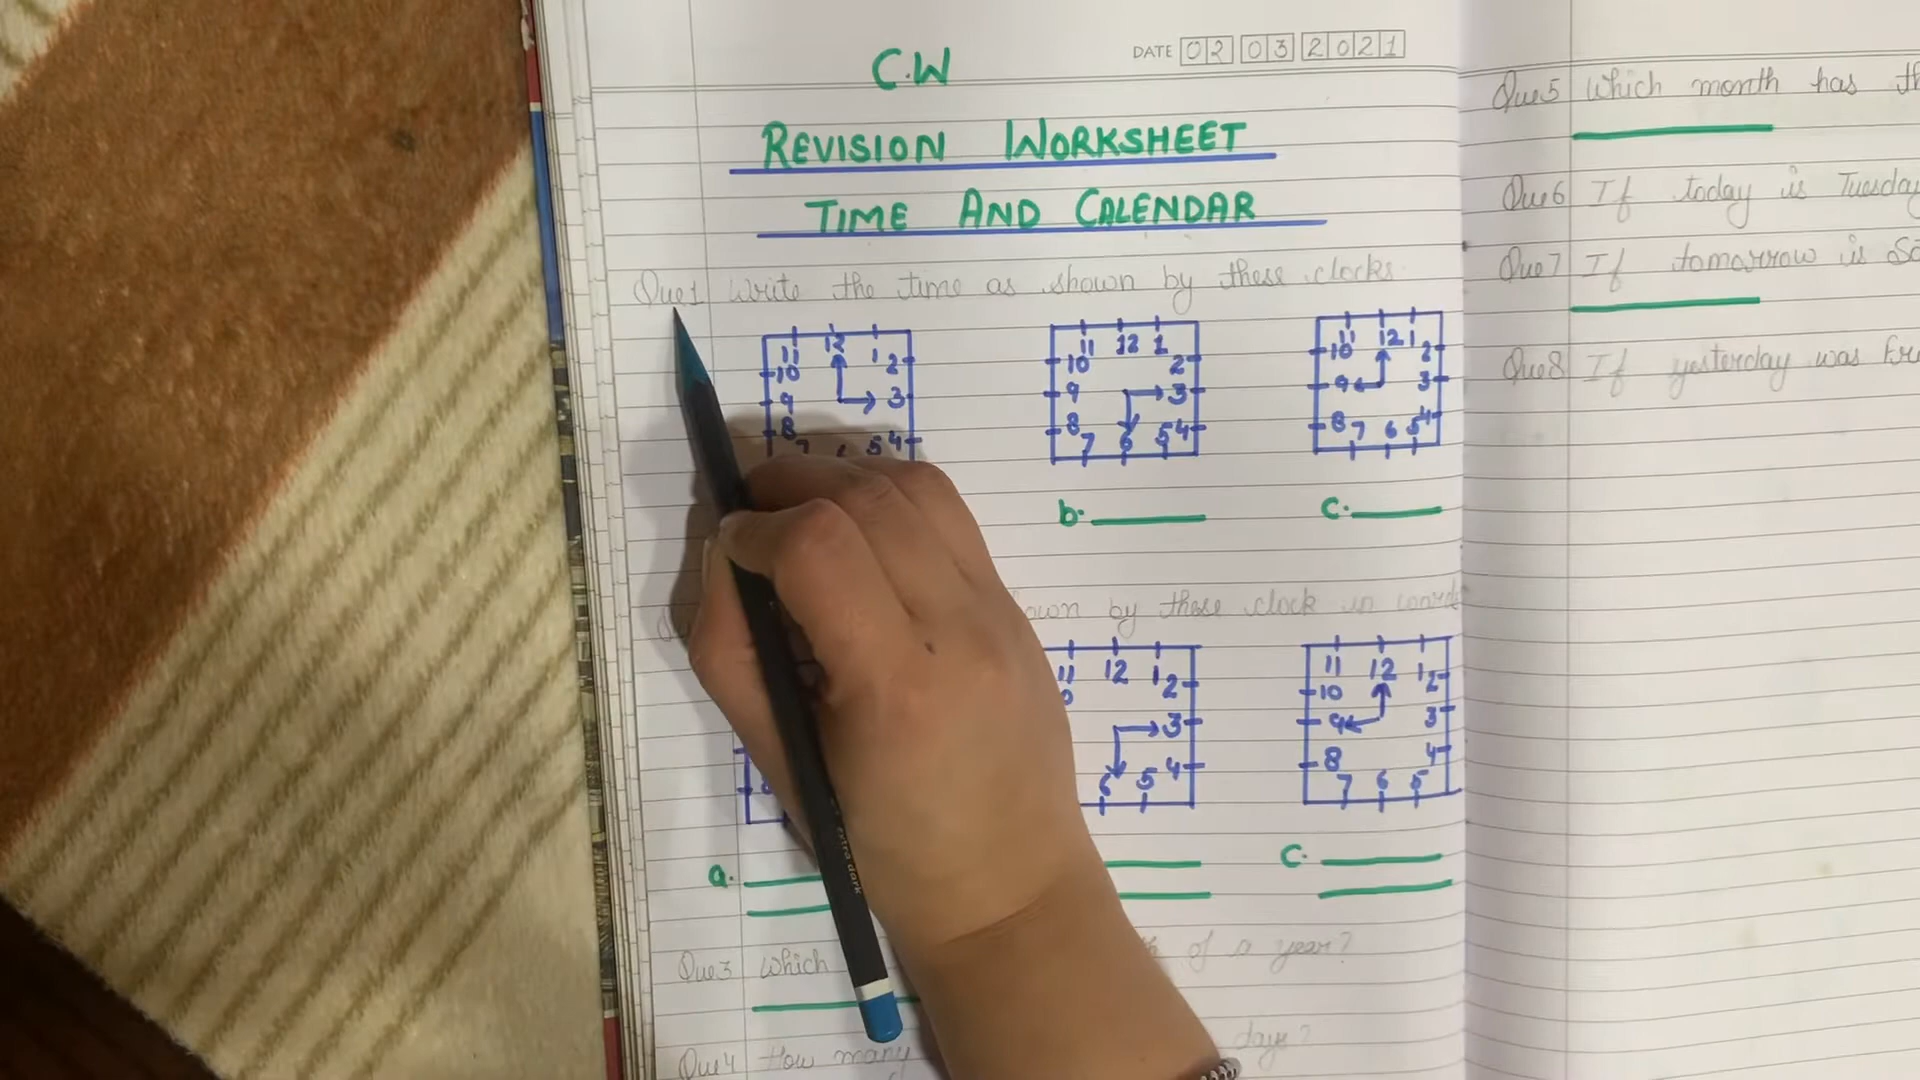 C.W
DATE 02 03 2021
REVISION WORKSHEET
TIME AND CALENDAR
Que1 Write the time as shown by these clocks.
11 12 1
10 2
9 3
8 4
7 5
11 12 1
10 2
9 3
8 4
7 6 5
11 12 1
10 2
9 3
8 4
7 6 5
b.
c.
by these clock in
11 12 1
2
3
4
6 5
11 12 1
10 2
9 3
8 4
7 6 5
a.
c.
Que3 Which of a year?
Que4 How many days?
Que5 Which month has
Que6 If today is Tuesday
Que7 If tomorrow is
Que8 If yesterday was
extra dark